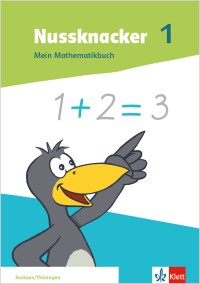 Nussknacker 1
Mein Mathematikbuch
1 + 2 = 3
Sachsen/Thüringen
Klett